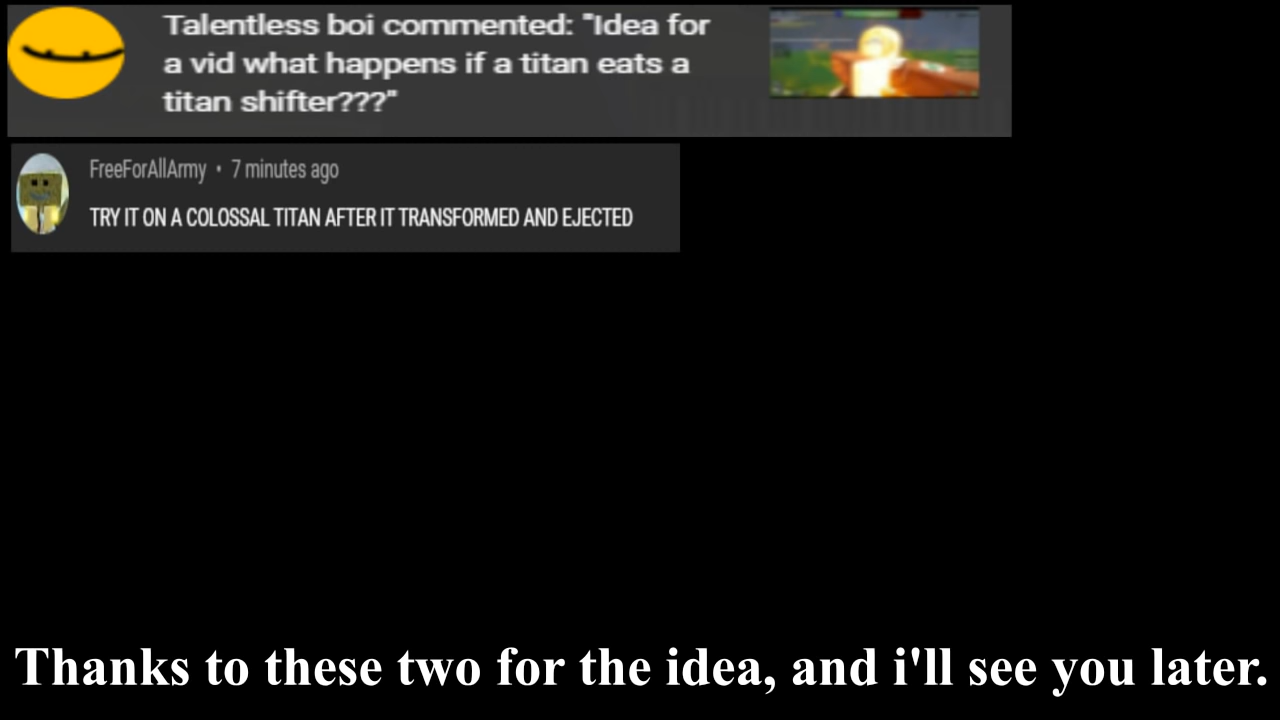 Talentless boi commented: "Idea for
a vid what happens if a titan eats a
titan shifter???"
FreeForAllArmy • 7 minutes ago
TRY IT ON A COLOSSAL TITAN AFTER IT TRANSFORMED AND EJECTED
Thanks to these two for the idea, and i'll see you later.